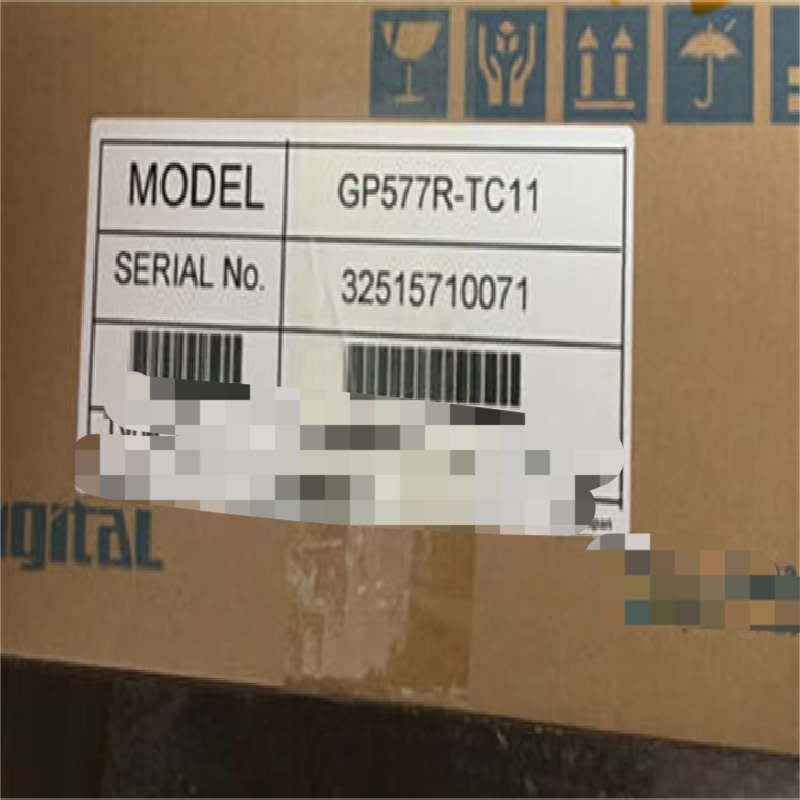 MODEL GP577R-TC11
SERIAL No. 32515710071
igital